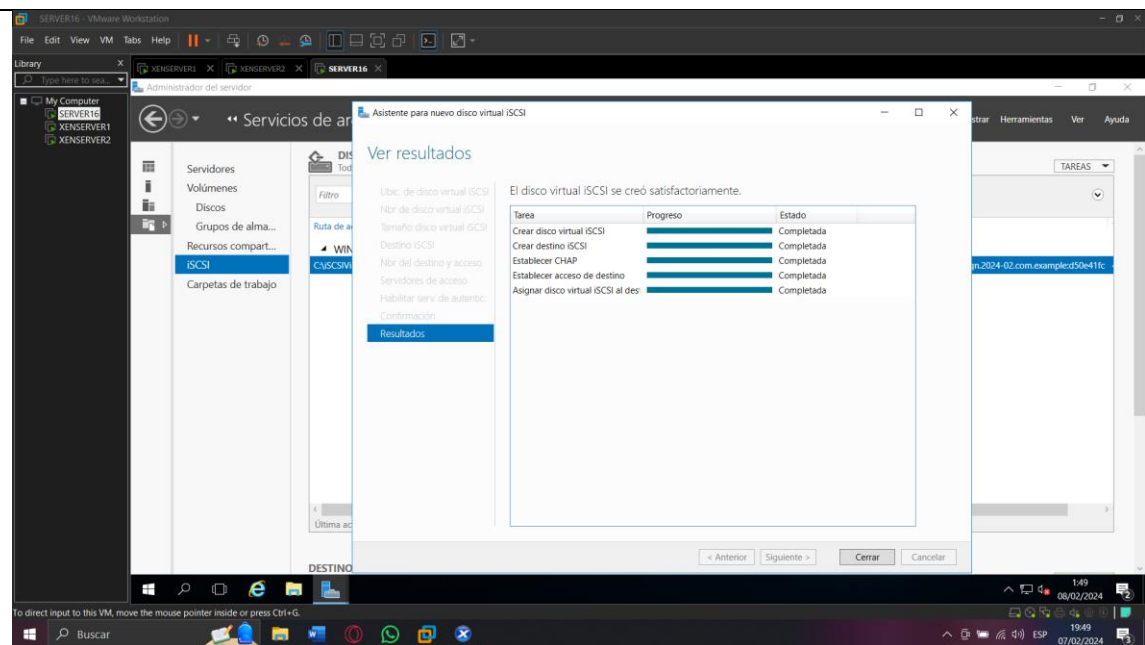 SERVER16 - VMware Workstation
File Edit View VM Tabs Help
Library X
Type here to sea...
My Computer
SERVER16
XENSERVER1
XENSERVER2
XENSERVER1 XENSERVER2 SERVER16
Administrador del servidor
Servicios de ar
Herramientas Ver Ayuda
Servidores
Volúmenes
Discos
Grupos de alma...
Recursos compart...
iSCSI
Carpetas de trabajo
DIS
Tod
TAREAS
Filtro
Ruta de a
WIN
C:\iSCSIVi
qn.2024-02.com.example:d50e41fc
Última ac
DESTINO
Asistente para nuevo disco virtual iSCSI
Ver resultados
Ubic. de disco virtual iSCSI
Nbr de disco virtual iSCSI
Tamaño disco virtual iSCSI
Destino iSCSI
Nbr del destino y acceso
Servidores de acceso
Habilitar serv. de autentic.
Confirmación
Resultados
El disco virtual iSCSI se creó satisfactoriamente.
Tarea Progreso Estado
Crear disco virtual iSCSI Completada
Crear destino iSCSI Completada
Establecer CHAP Completada
Establecer acceso de destino Completada
Asignar disco virtual iSCSI al des Completada
< Anterior Siguiente > Cerrar Cancelar
1:49
08/02/2024
To direct input to this VM, move the mouse pointer inside or press Ctrl+G.
Buscar
ESP
19:49
07/02/2024